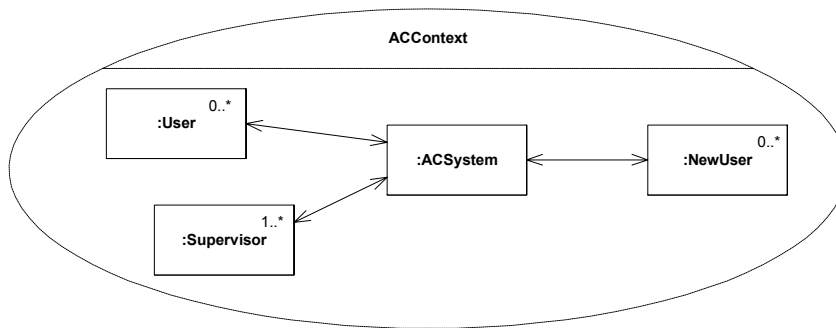 ACContext
0..*
:User
:ACSystem
0..*
:NewUser
1..*
:Supervisor